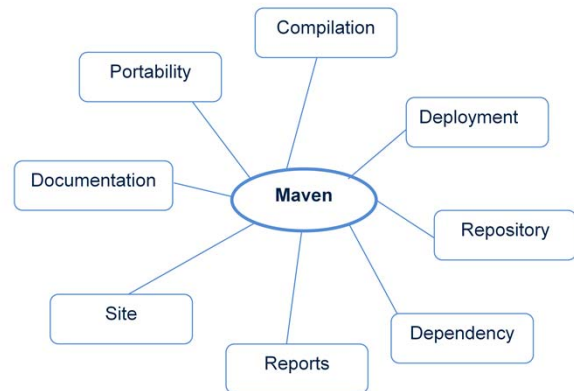 Compilation
Portability
Deployment
Documentation
Maven
Repository
Site
Dependency
Reports